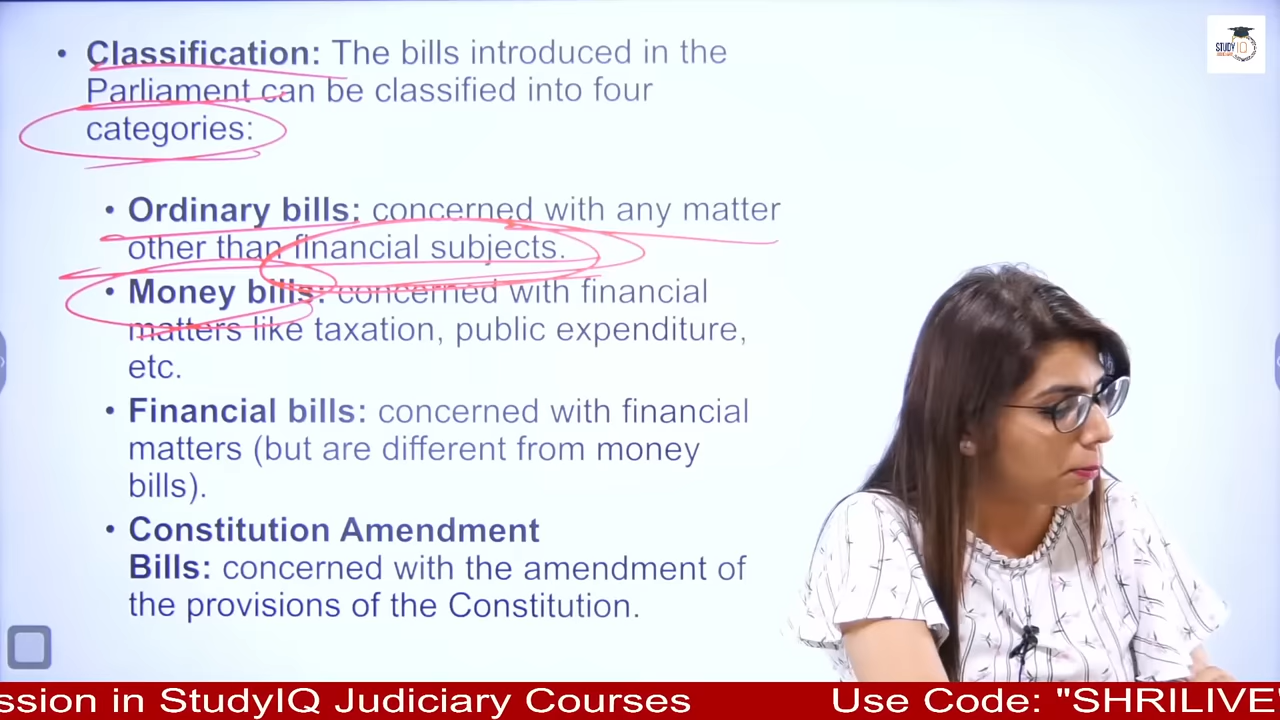 • Classification: The bills introduced in the
Parliament can be classified into four
categories:
• Ordinary bills: concerned with any matter
other than financial subjects.
• Money bills: concerned with financial
matters like taxation, public expenditure,
etc.
• Financial bills: concerned with financial
matters (but are different from money
bills).
• Constitution Amendment
Bills: concerned with the amendment of
the provisions of the Constitution.
STUDY IQ
ssion in StudyIQ Judiciary Courses
Use Code: "SHRILIVE"